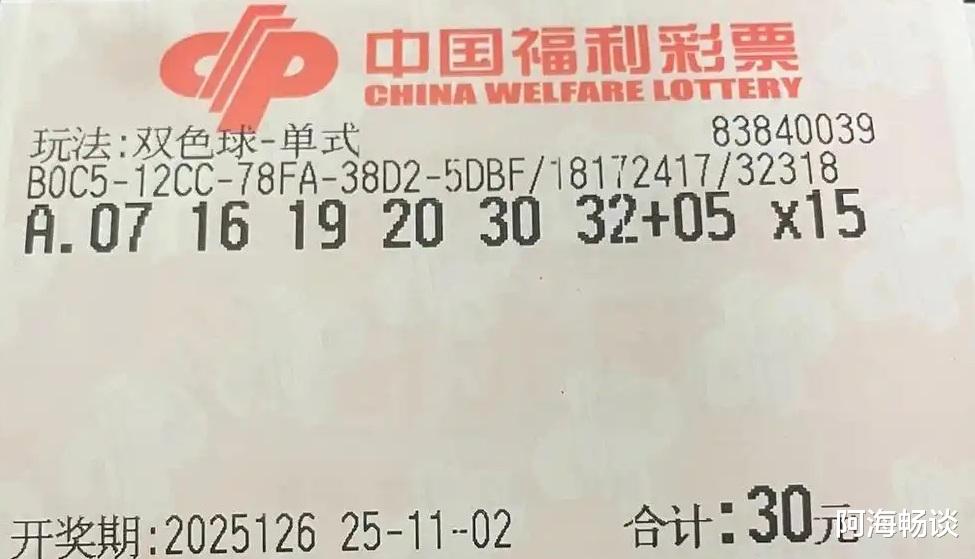 中国福利彩票
CHINA WELFARE LOTTERY
玩法:双色球-单式 83840039
B0C5-12CC-78FA-38D2-5DBF/18172417/32318
A.07 16 19 20 30 32+05 x15
开奖期:2025126 25-11-02 合计:30元
阿海畅谈